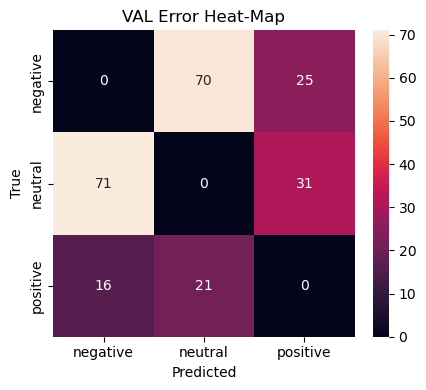 VAL Error Heat-Map
negative 0 70 25
neutral 71 0 31
positive 16 21 0
negative neutral positive
Predicted
True
70
60
50
40
30
20
10
0